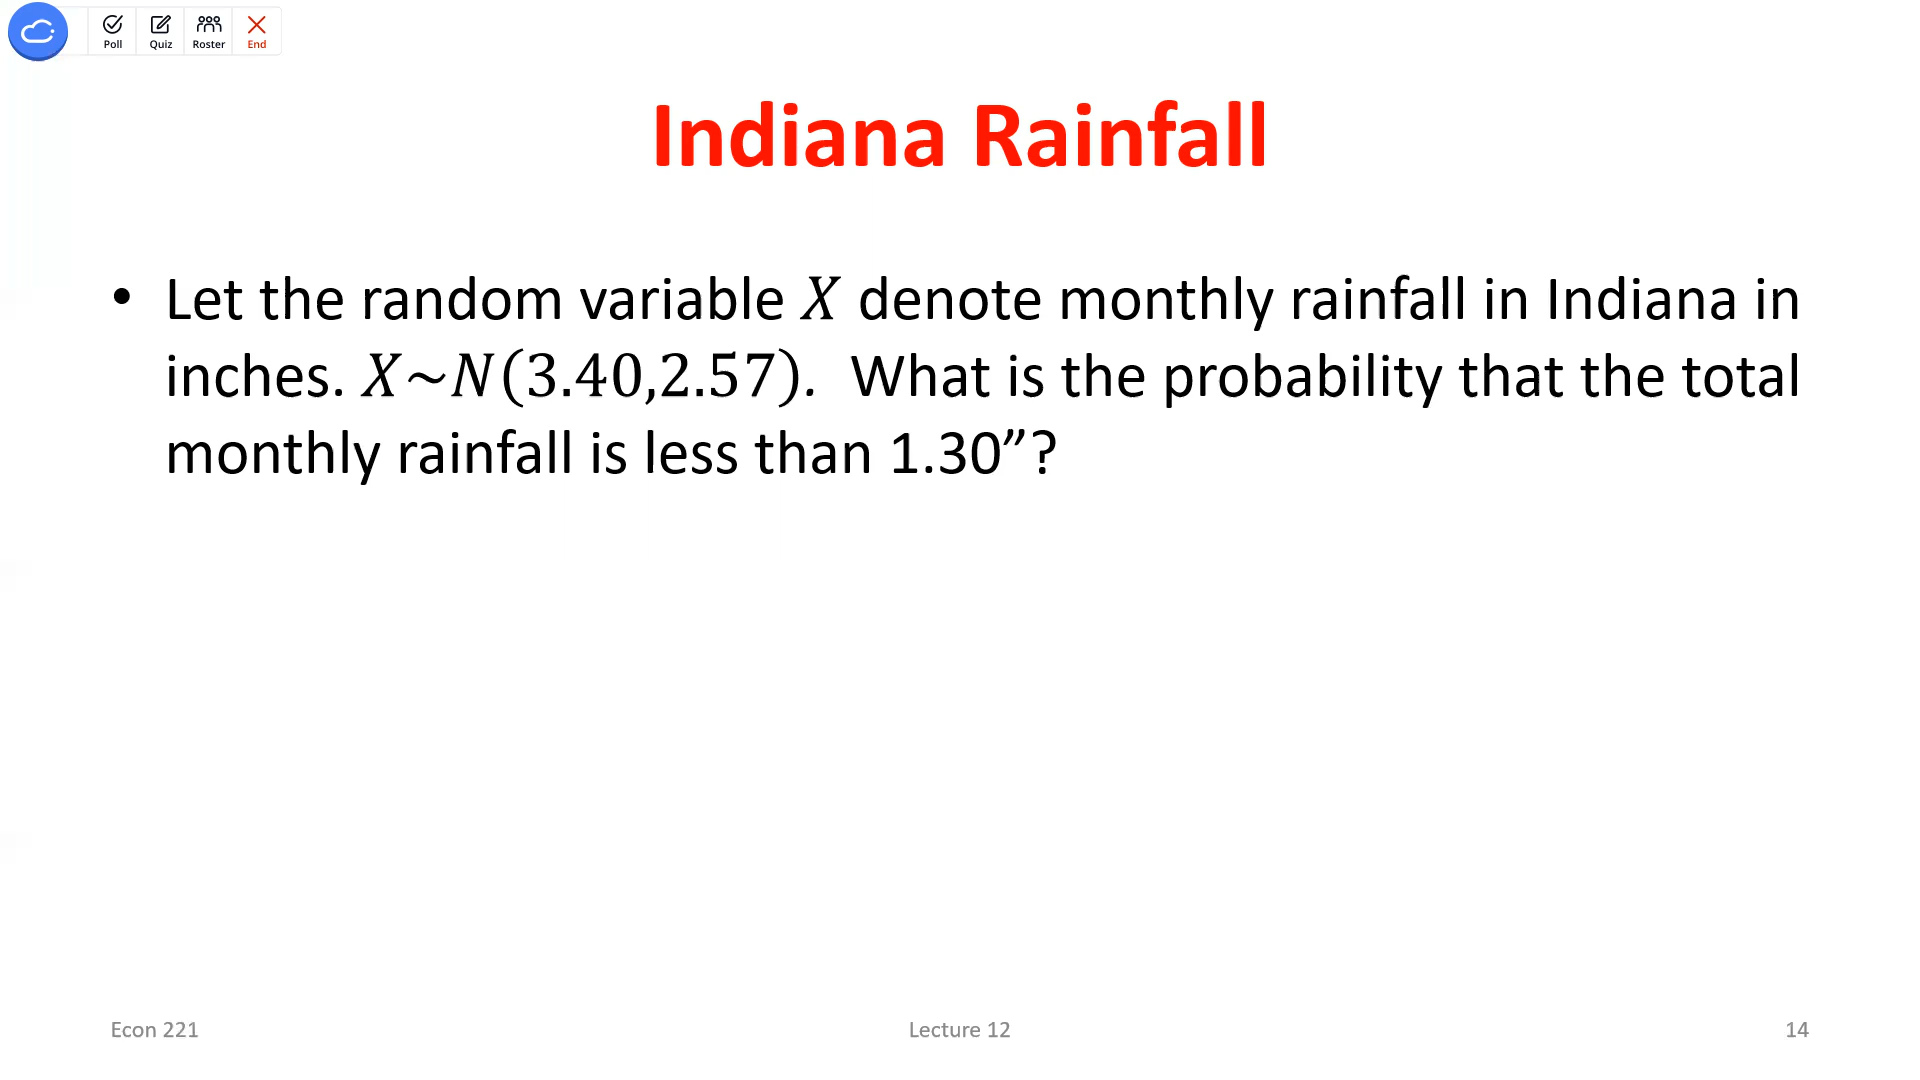 Poll Quiz Roster End
Indiana Rainfall
• Let the random variable X denote monthly rainfall in Indiana in
inches. X~N(3.40,2.57). What is the probability that the total
monthly rainfall is less than 1.30”?
Econ 221 Lecture 12 14